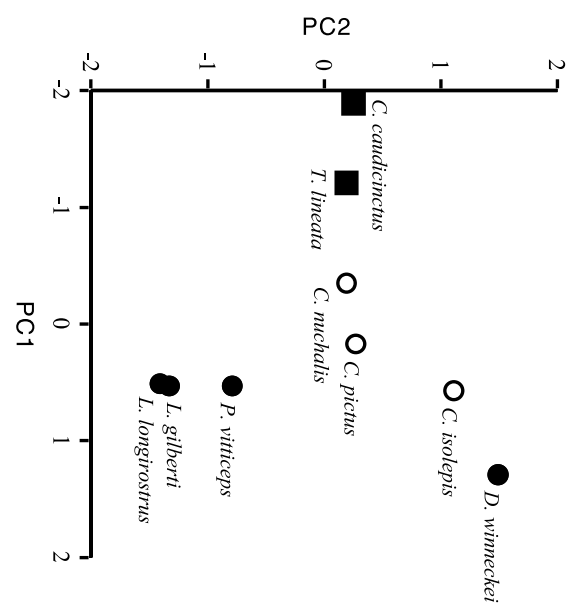 PC2
-2
-1
0
1
2
-2
-1
0
1
2
PC1
C. caudicinctus
T. lineata
C. nuchalis
C. pictus
C. isolepis
D. winneckei
P. vitticeps
L. gilberti
L. longirostrus